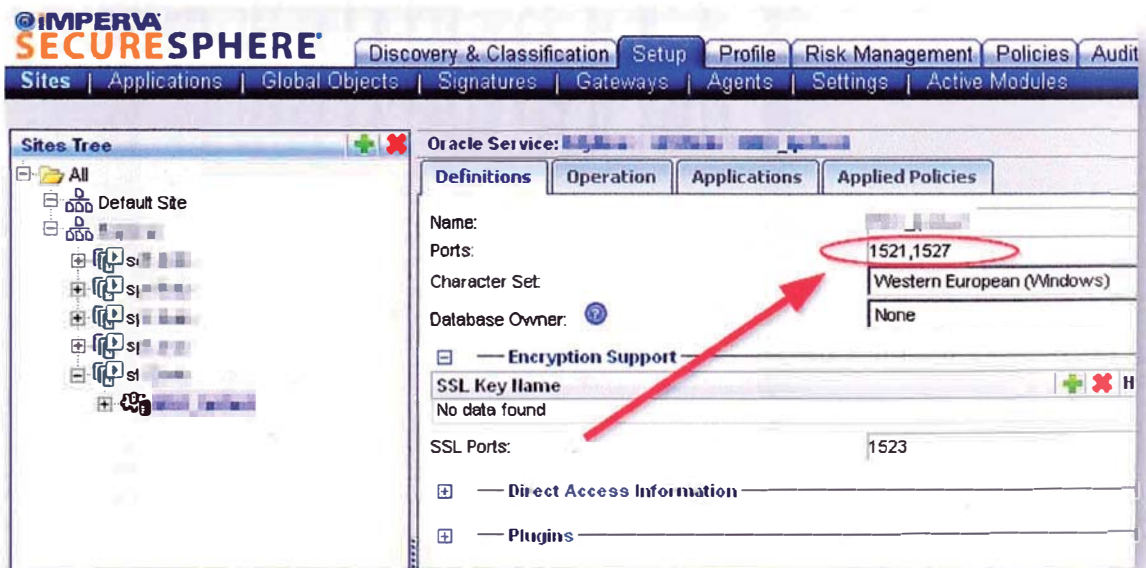 IMPERVA
SECURESPHERE
Discovery & Classification Setup Profile Risk Management Policies Audit
Sites | Applications | Global Objects | Signatures | Gateways | Agents | Settings | Active Modules
Sites Tree
All
Default Site
Oracle Service:
Definitions Operation Applications Applied Policies
Name:
Ports: 1521,1527
Character Set: Western European (Windows)
Database Owner: None
Encryption Support
SSL Key Name H
No data found
SSL Ports: 1523
Direct Access Information
Plugins